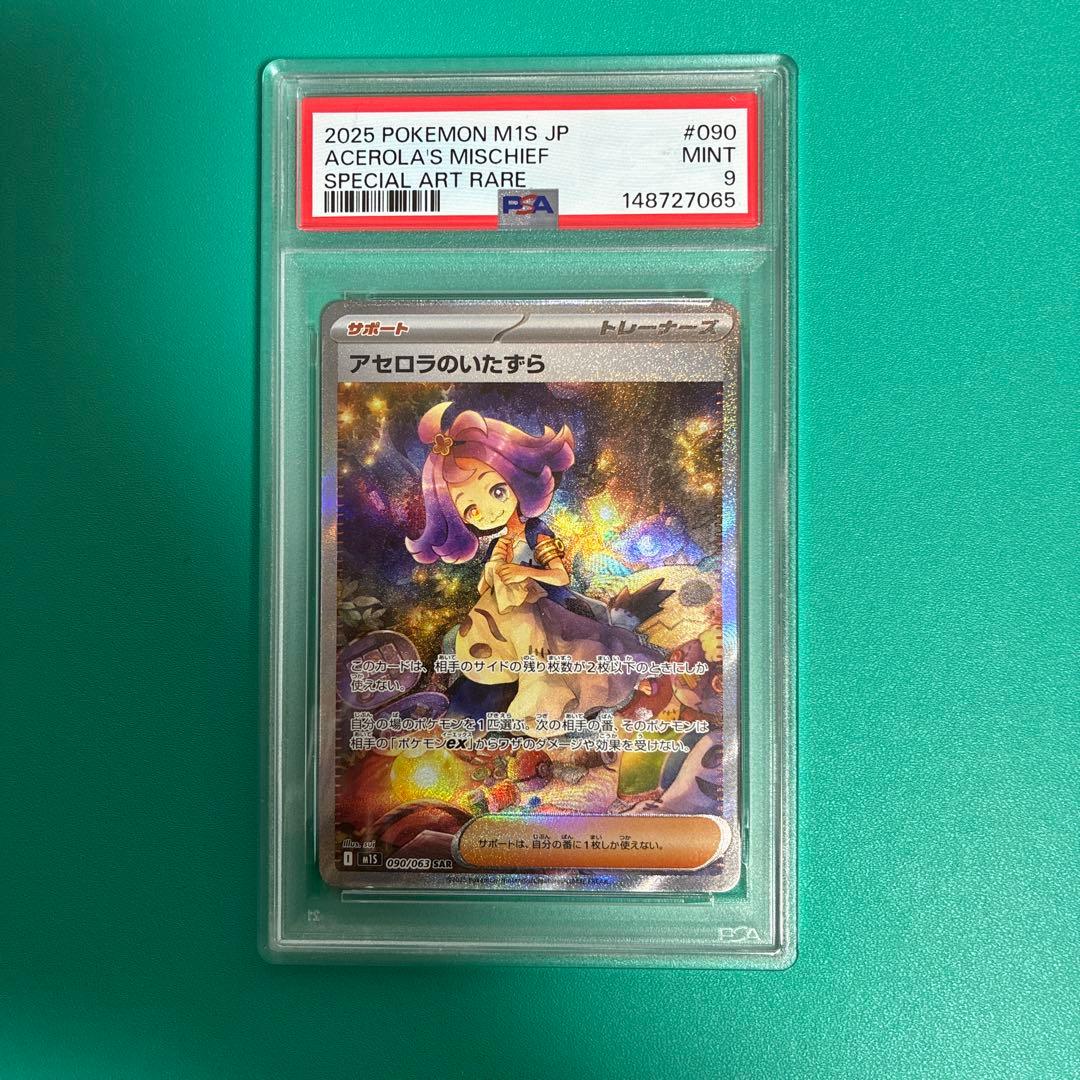 2025 POKEMON M1S JP #090
ACEROLA'S MISCHIEF MINT
SPECIAL ART RARE 9
PSA 148727065
サポート トレーナーズ
アセロラのいたずら
このカードは、相手のサイドの残り枚数が2枚以下のときにしか
使えない。
自分の場のポケモンを1匹選ぶ。次の相手の番、そのポケモンは
相手の「ポケモンex」からワザのダメージや効果を受けない。
サポートは、自分の番に1枚しか使えない。
Illus. sui
I M1S 090/063 SAR
PSA